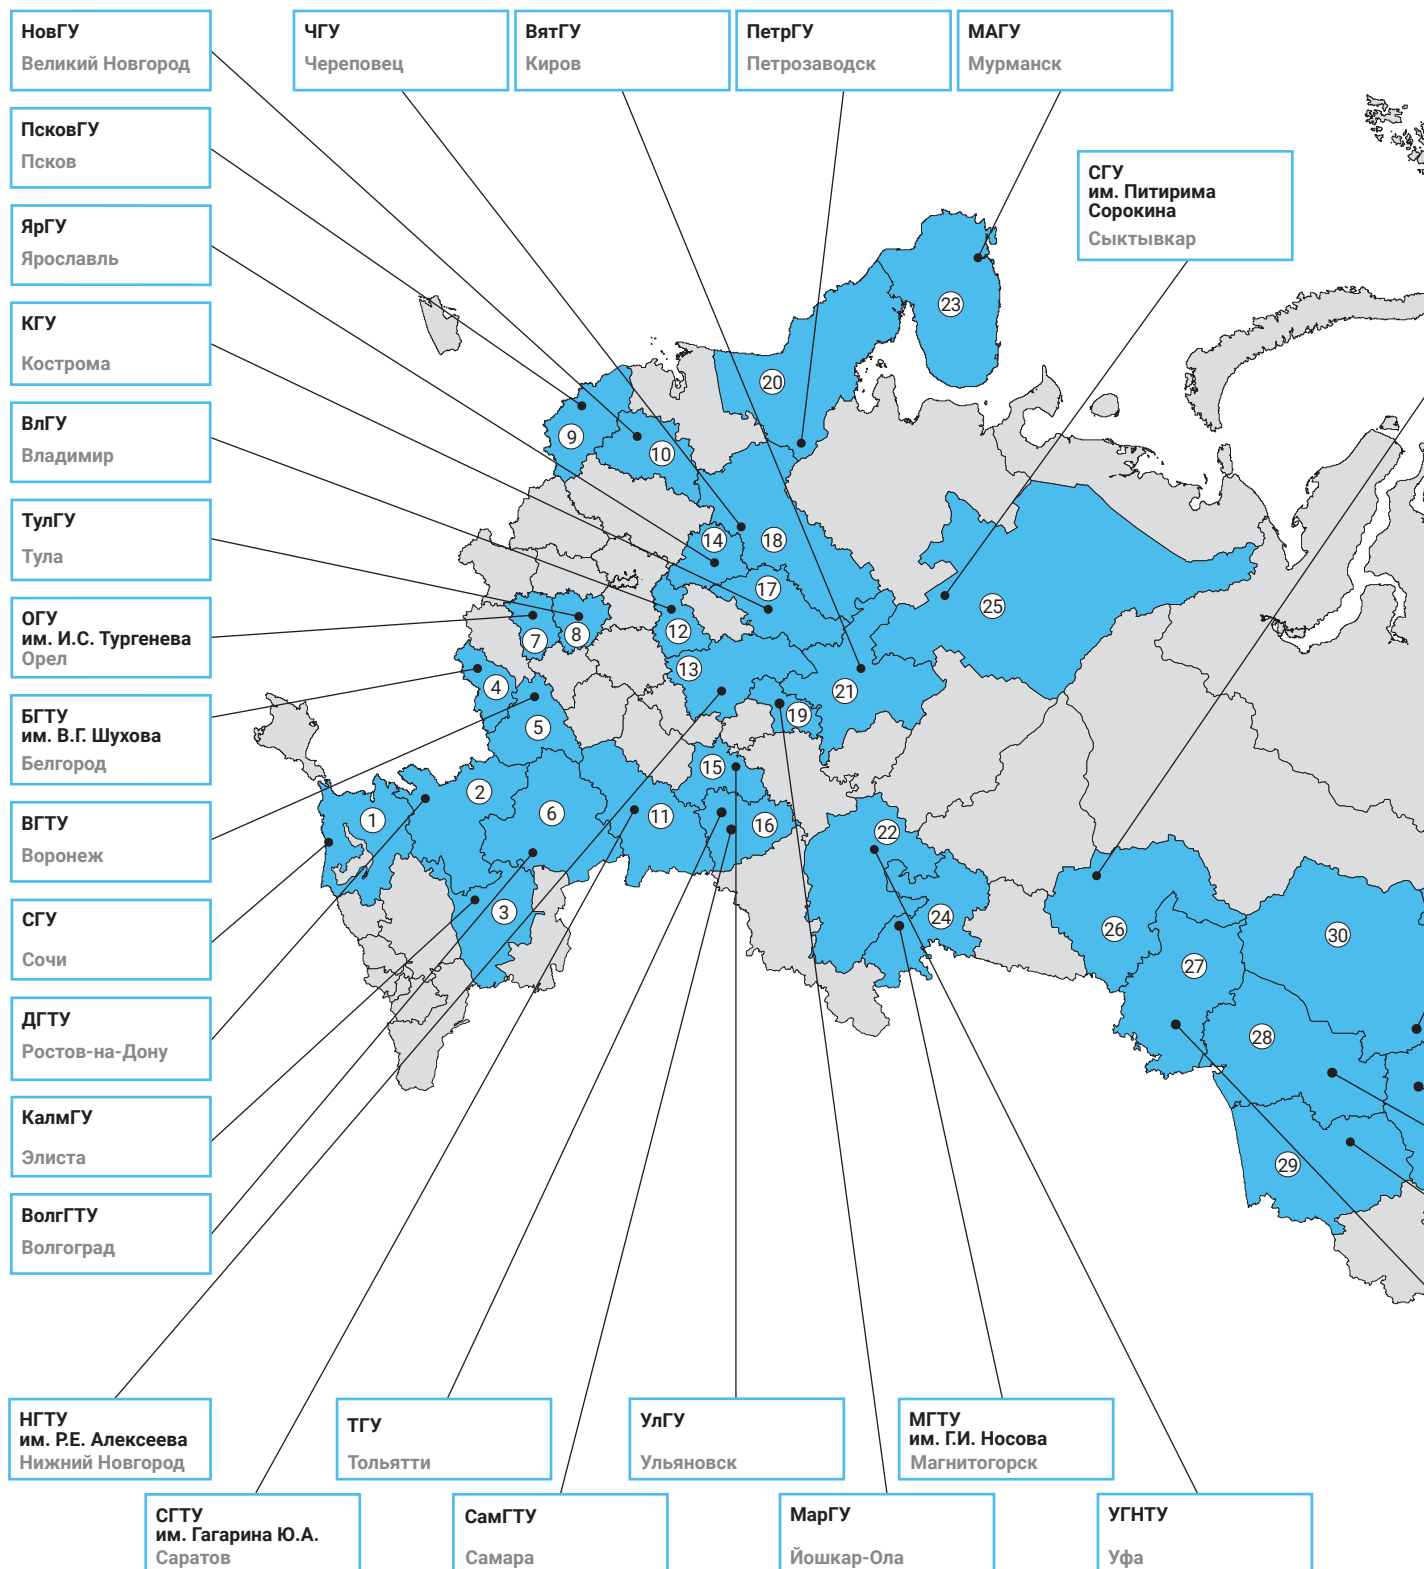 НовГУ
Великий Новгород
ЧГУ
Череповец
ВятГУ
Киров
ПетрГУ
Петрозаводск
МАГУ
Мурманск
ПсковГУ
Псков
СГУ
им. Питирима
Сорокина
Сыктывкар
ЯрГУ
Ярославль
КГУ
Кострома
ВлГУ
Владимир
ТулГУ
Тула
ОГУ
им. И.С. Тургенева
Орел
БГТУ
им. В.Г. Шухова
Белгород
ВГТУ
Воронеж
СГУ
Сочи
ДГТУ
Ростов-на-Дону
КалмГУ
Элиста
ВолгГТУ
Волгоград
23
20
9
10
14
18
17
25
7
8
12
13
4
21
19
5
15
2
6
11
1
16
22
3
24
26
30
27
28
29
НГТУ
им. Р.Е. Алексеева
Нижний Новгород
ТГУ
Тольятти
УлГУ
Ульяновск
МГТУ
им. Г.И. Носова
Магнитогорск
СГТУ
им. Гагарина Ю.А.
Саратов
СамГТУ
Самара
МарГУ
Йошкар-Ола
УГНТУ
Уфа